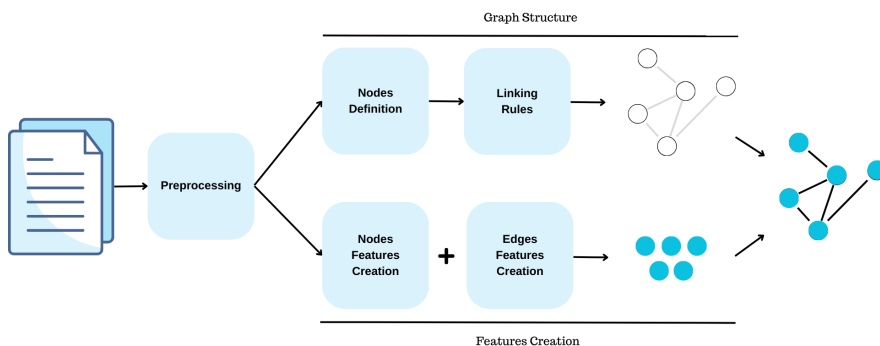 Graph Structure
Nodes
Definition
Linking
Rules
Preprocessing
Nodes
Features
Creation
+
Edges
Features
Creation
Features Creation